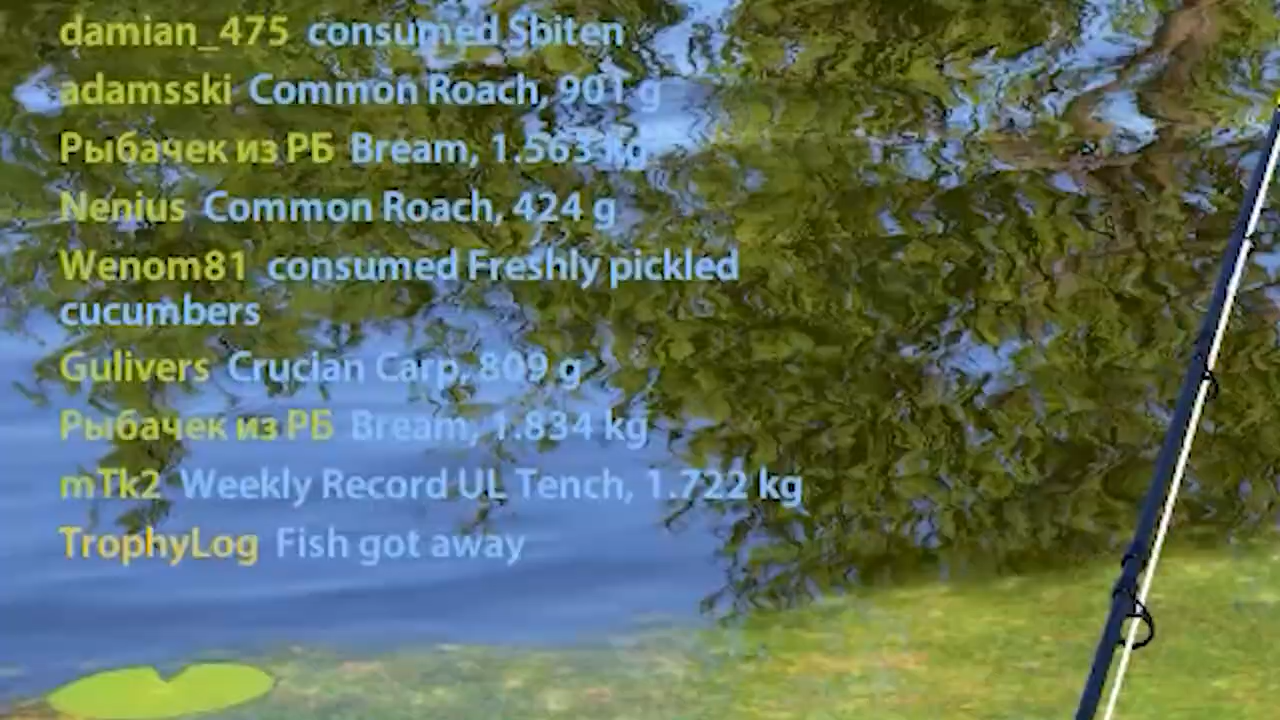 damian_475 consumed Sbiten
adamsski Common Roach, 901 g
Рыбачек из РБ Bream, 1.563 kg
Nenius Common Roach, 424 g
Wenom81 consumed Freshly pickled
cucumbers
Gulivers Crucian Carp, 809 g
Рыбачек из РБ Bream, 1.834 kg
mTk2 Weekly Record UL Tench, 1.722 kg
TrophyLog Fish got away